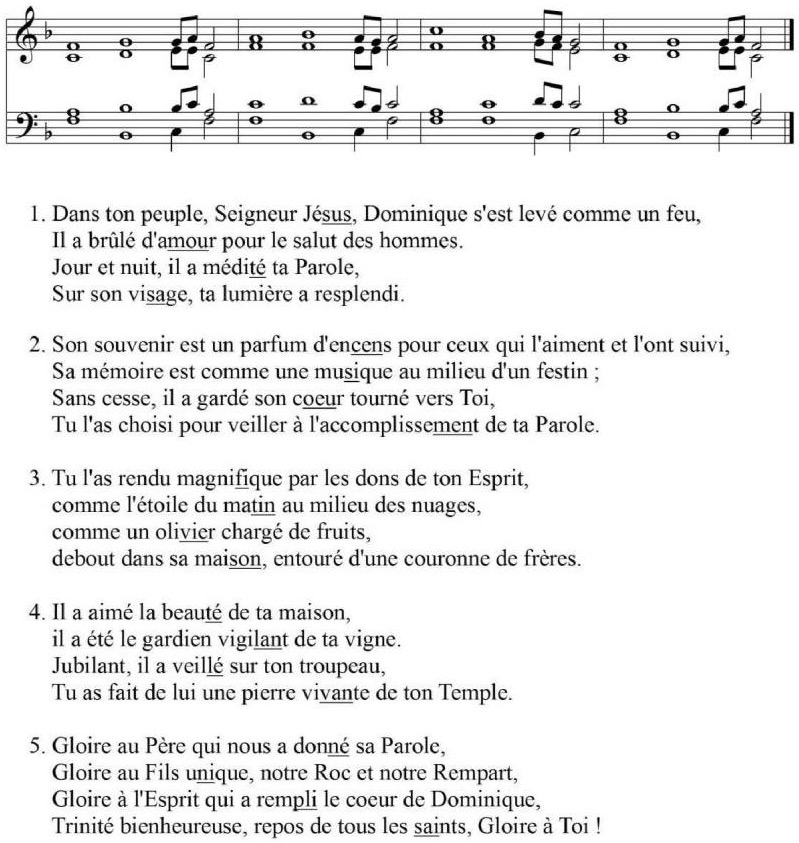 1. Dans ton peuple, Seigneur Jésus, Dominique s'est levé comme un feu,
Il a brûlé d'amour pour le salut des hommes.
Jour et nuit, il a médité ta Parole,
Sur son visage, ta lumière a resplendi.
2. Son souvenir est un parfum d'encens pour ceux qui l'aiment et l'ont suivi,
Sa mémoire est comme une musique au milieu d'un festin ;
Sans cesse, il a gardé son coeur tourné vers Toi,
Tu l'as choisi pour veiller à l'accomplissement de ta Parole.
3. Tu l'as rendu magnifique par les dons de ton Esprit,
comme l'étoile du matin au milieu des nuages,
comme un olivier chargé de fruits,
debout dans sa maison, entouré d'une couronne de frères.
4. Il a aimé la beauté de ta maison,
il a été le gardien vigilant de ta vigne.
Jubilant, il a veillé sur ton troupeau,
Tu as fait de lui une pierre vivante de ton Temple.
5. Gloire au Père qui nous a donné sa Parole,
Gloire au Fils unique, notre Roc et notre Rempart,
Gloire à l'Esprit qui a rempli le coeur de Dominique,
Trinité bienheureuse, repos de tous les saints, Gloire à Toi !